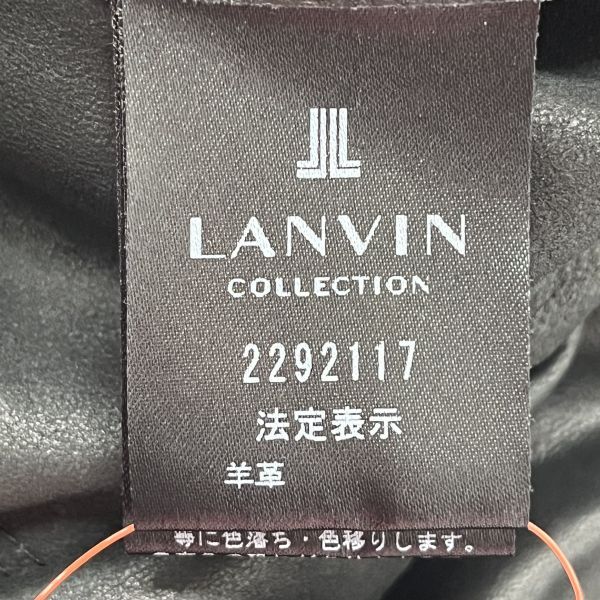 LANVIN
COLLECTION
2292117
法定表示
羊革
特に色落ち・色移りします。